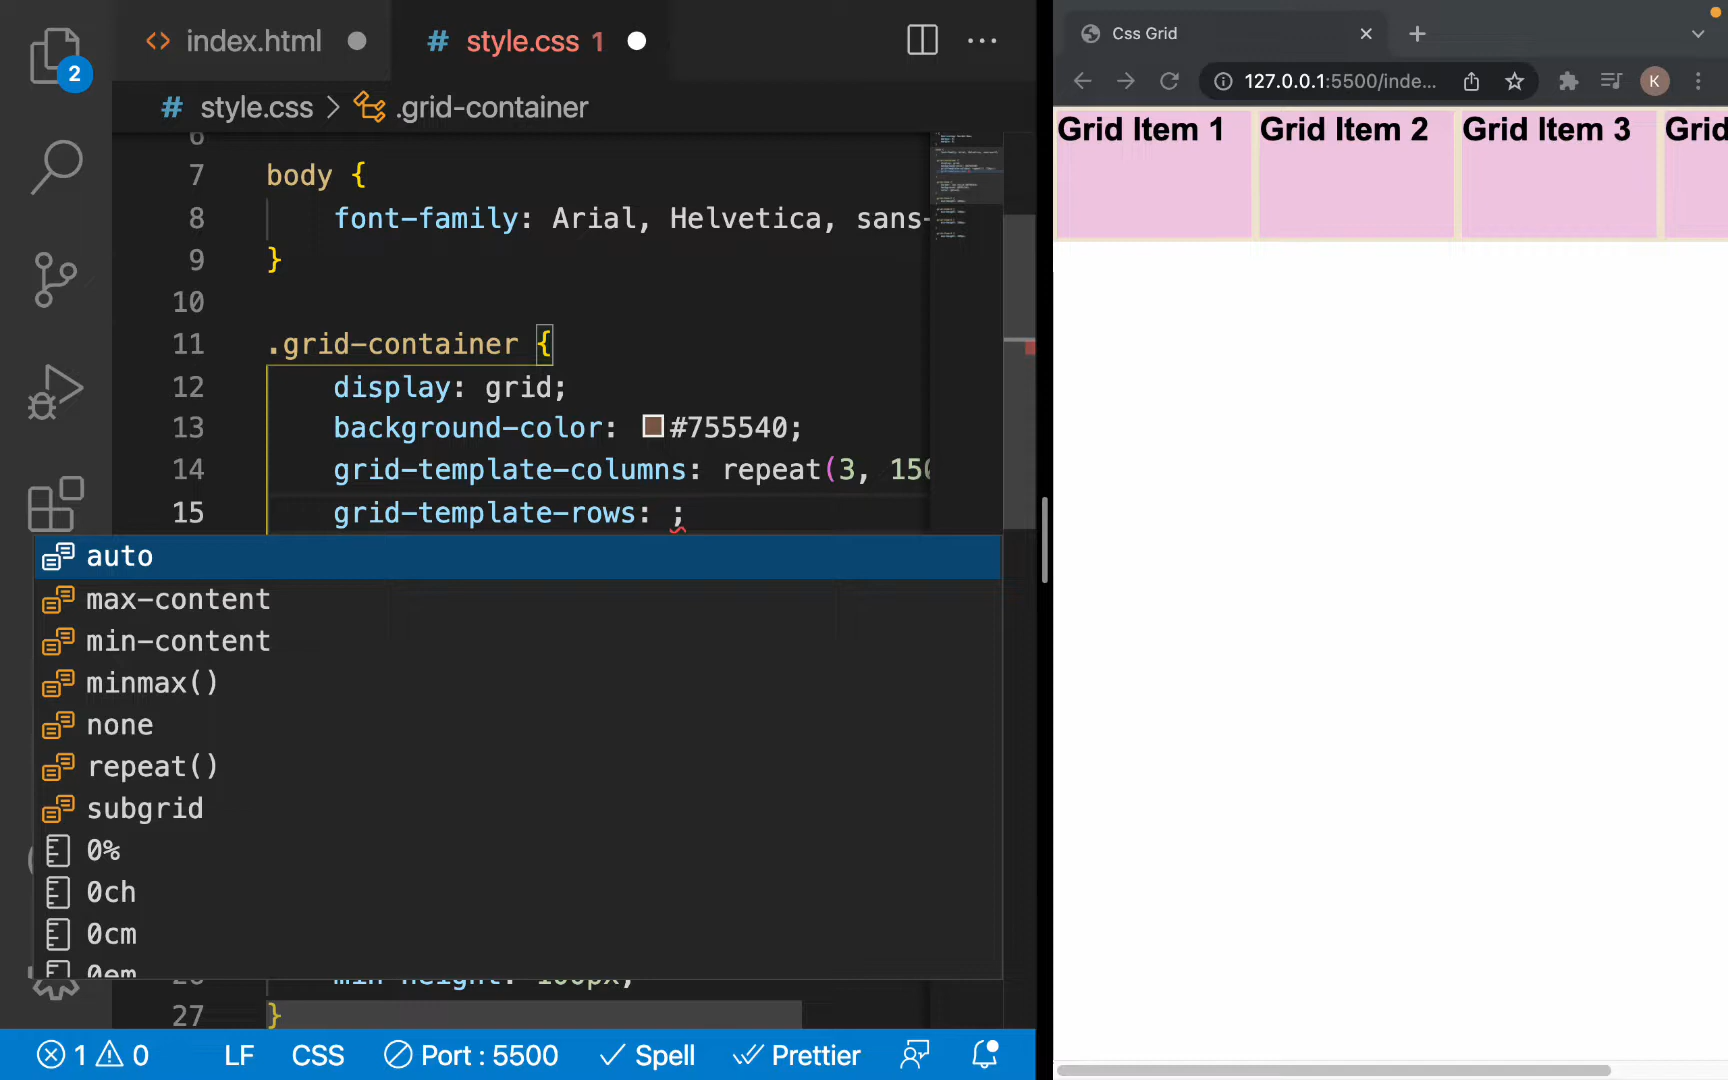 index.html
# style.css 1
2
# style.css > .grid-container
6
7 body {
8 font-family: Arial, Helvetica, sans-
9 }
10
11 .grid-container {
12 display: grid;
13 background-color: #755540;
14 grid-template-columns: repeat(3, 150
15 grid-template-rows: ;
auto
max-content
min-content
minmax()
none
repeat()
subgrid
0%
0ch
0cm
0em
27 }
1 0 LF CSS Port : 5500 Spell Prettier
Css Grid
127.0.0.1:5500/inde...
K
Grid Item 1 Grid Item 2 Grid Item 3 Grid